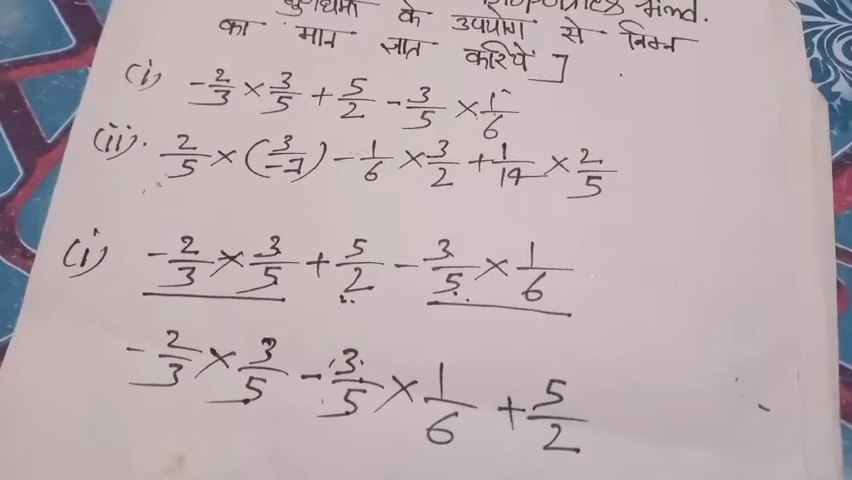 के उपयोग से निम्न
का मान ज्ञात करिये ]
(i) -2/3 × 3/5 + 5/2 - 3/5 × 1/6
(ii). 2/5 × (3/-7) - 1/6 × 3/2 + 1/14 × 2/5
(i) -2/3 × 3/5 + 5/2 - 3/5 × 1/6
-2/3 × 3/5 - 3/5 × 1/6 + 5/2